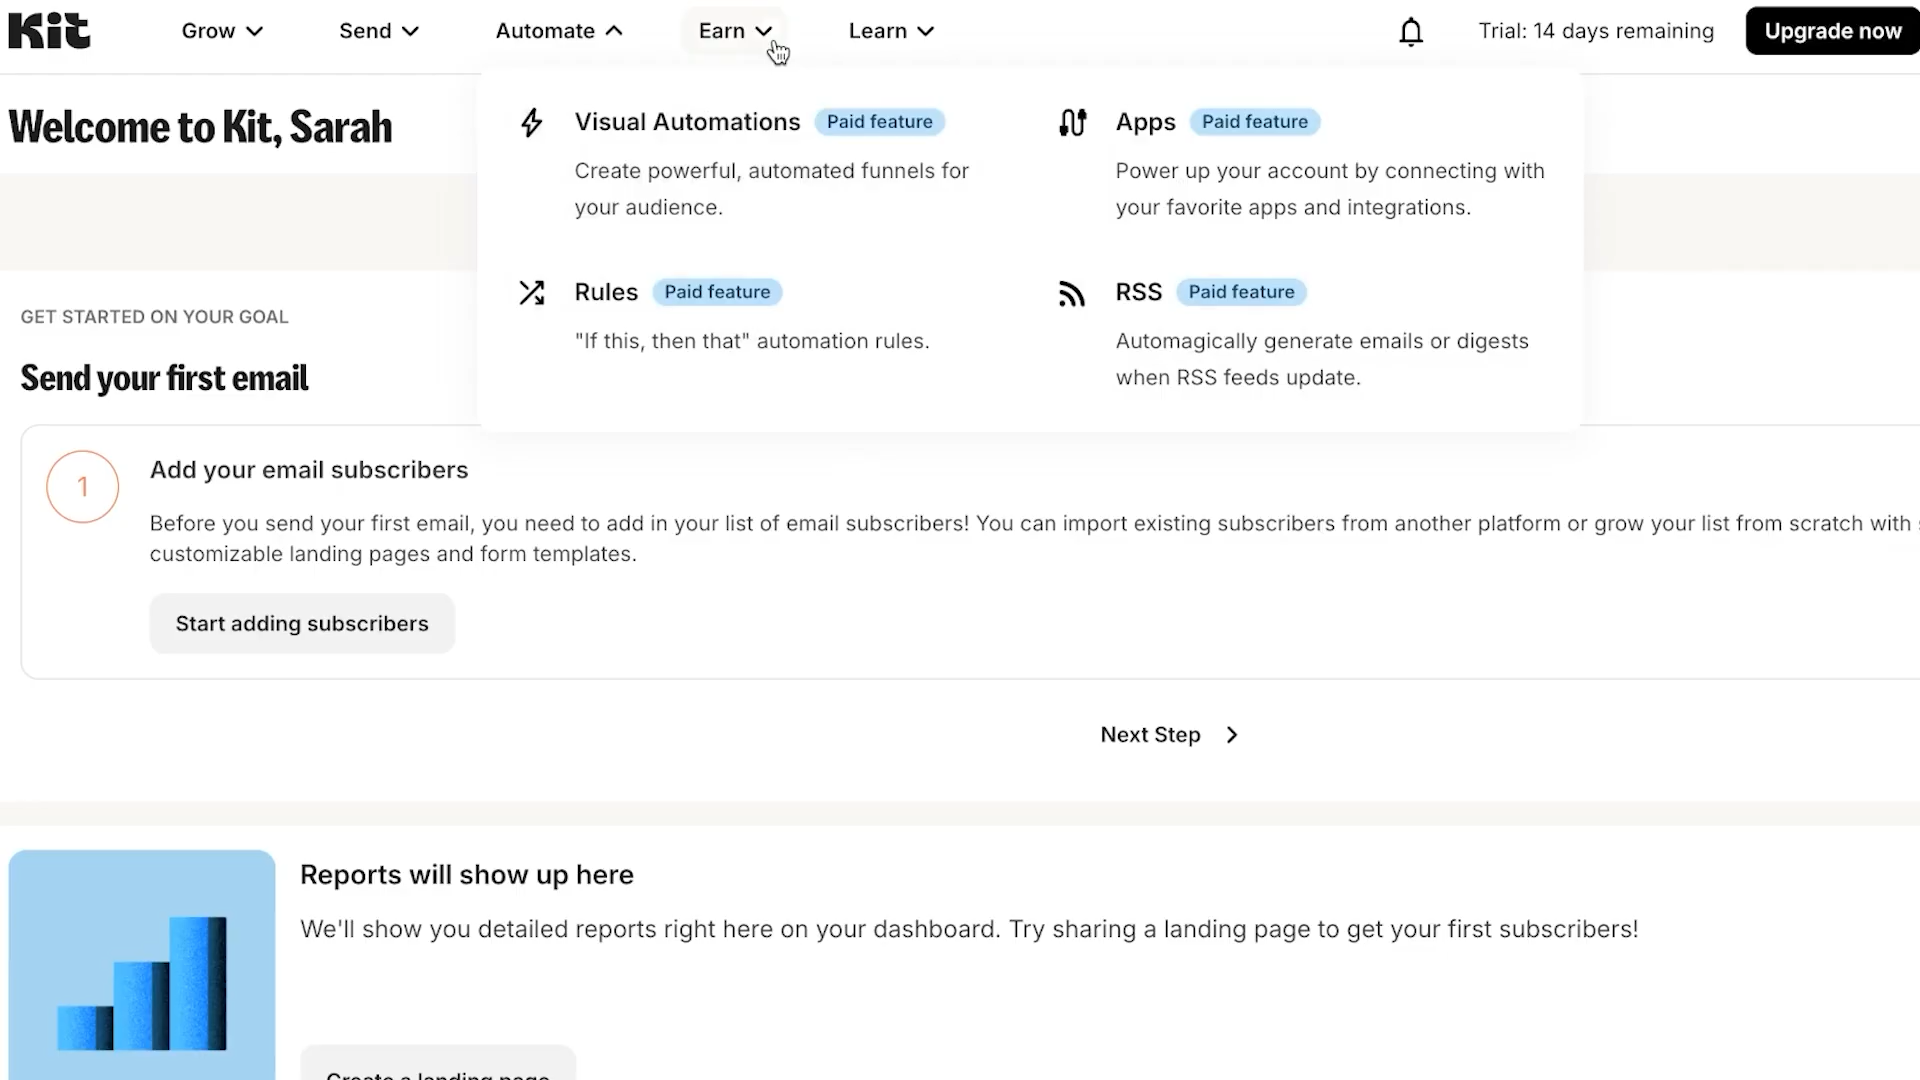 Kit
Grow
Send
Automate
Earn
Learn
Trial: 14 days remaining
Upgrade now
Welcome to Kit, Sarah
Visual Automations
Paid feature
Create powerful, automated funnels for
your audience.
Apps
Paid feature
Power up your account by connecting with
your favorite apps and integrations.
Rules
Paid feature
"If this, then that" automation rules.
RSS
Paid feature
Automagically generate emails or digests
when RSS feeds update.
GET STARTED ON YOUR GOAL
Send your first email
1
Add your email subscribers
Before you send your first email, you need to add in your list of email subscribers! You can import existing subscribers from another platform or grow your list from scratch with
customizable landing pages and form templates.
Start adding subscribers
Next Step
Reports will show up here
We'll show you detailed reports right here on your dashboard. Try sharing a landing page to get your first subscribers!
Create a landing page